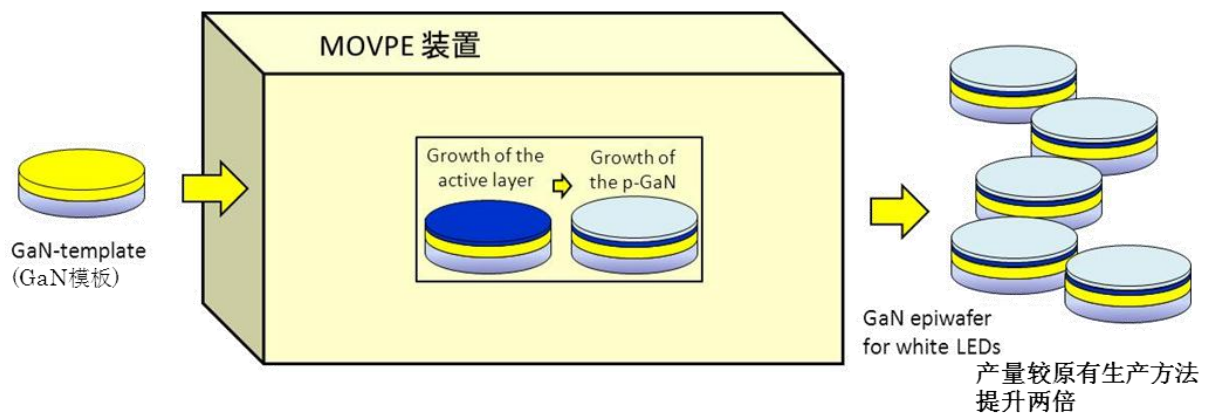 MOVPE 装置
Growth of the
active layer
Growth of
the p-GaN
GaN-template
(GaN模板)
GaN epiwafer
for white LEDs
产量较原有生产方法
提升两倍